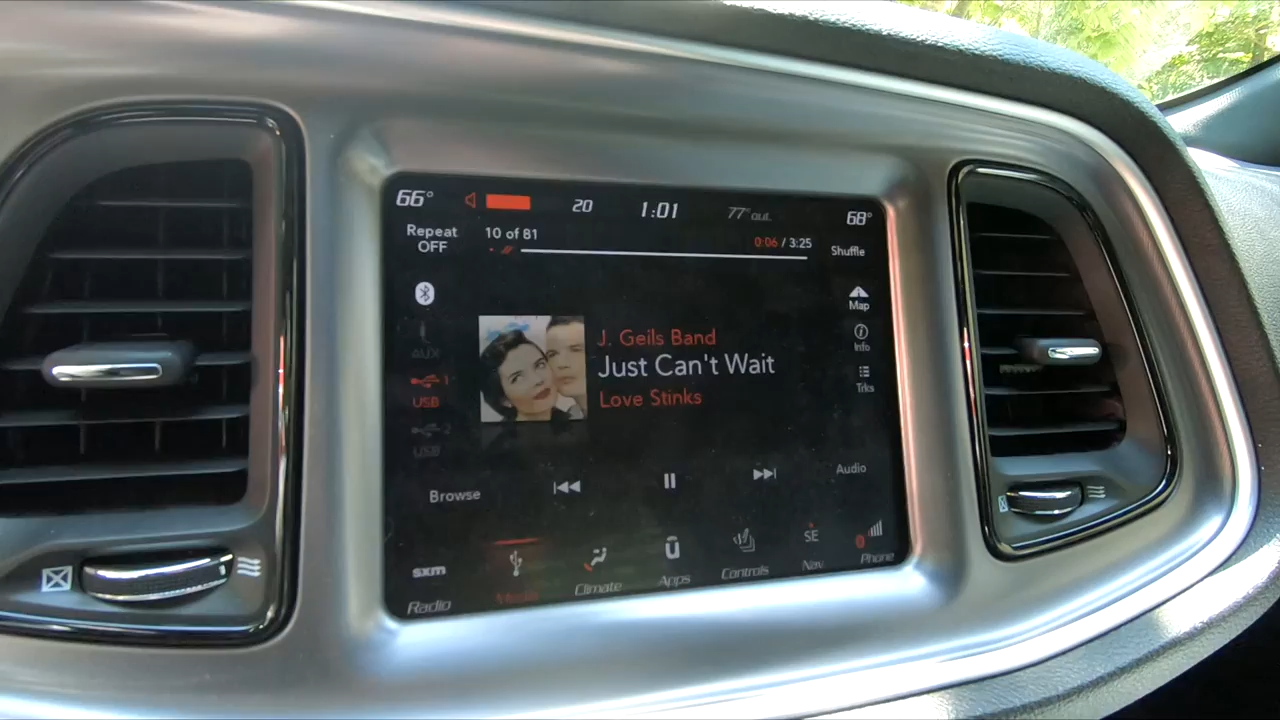 66° 20 1:01 77° out 68°
Repeat
OFF
10 of 81
0:06 / 3:25
Shuffle
Map
Info
Trks
AUX
1
USB
2
USB
J. Geils Band
Just Can't Wait
Love Stinks
Browse
Audio
sxm
Radio
Media
Climate
Apps
Controls
SE
Nav
Phone